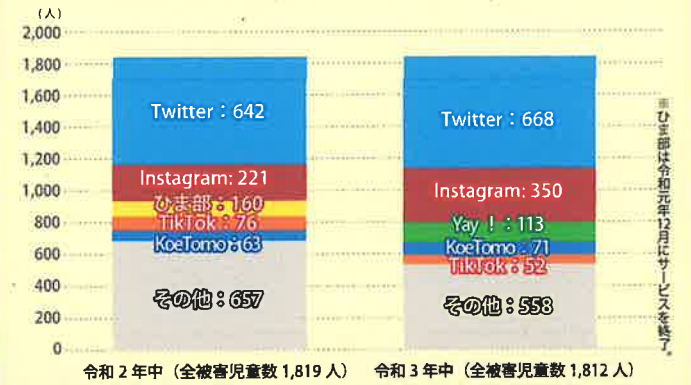 (人)
2,000
1,800
1,600
1,400
1,200
1,000
800
600
400
200
0
Twitter：642
Instagram: 221
ひま部：160
TikTok：76
KoeTomo：63
その他：657
Twitter：668
Instagram: 350
Yay！：113
KoeTomo：71
TikTok：52
その他：558
令和２年中（全被害児童数 1,819 人）
令和３年中（全被害児童数 1,812 人）
※ひま部は令和元年12月にサービスを終了。